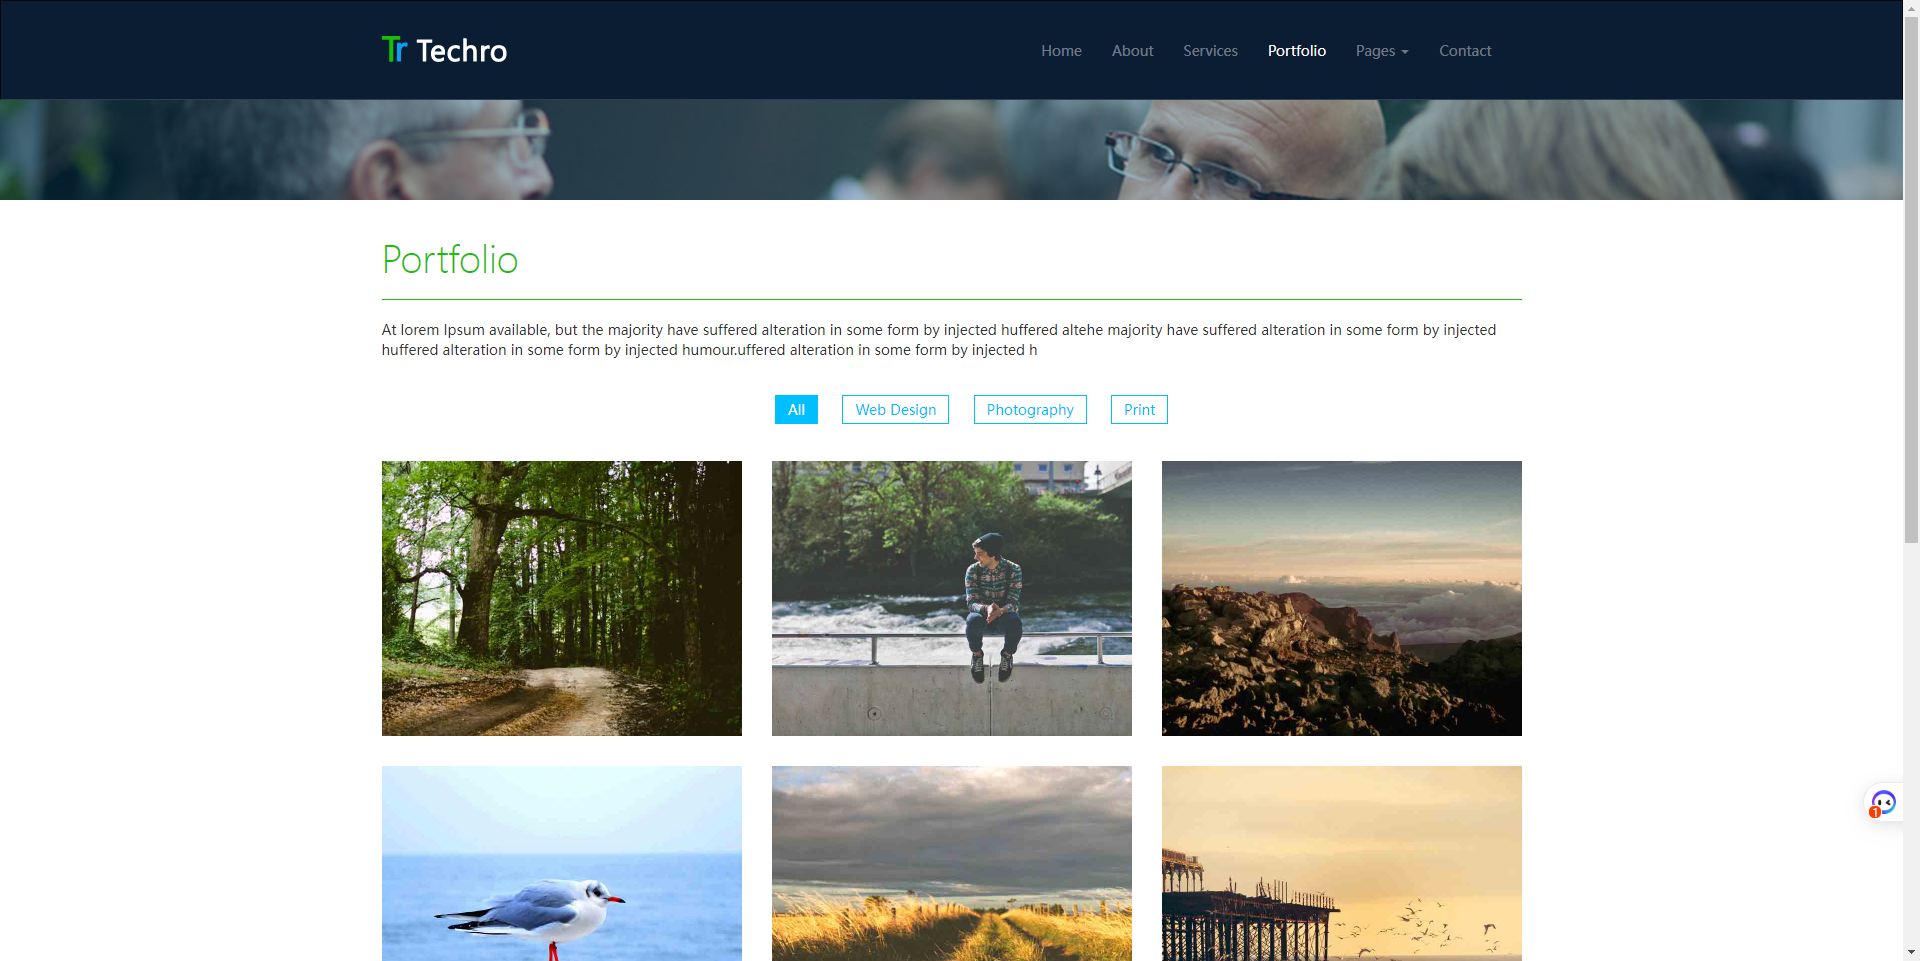 Tr Techro
Home About Services Portfolio Pages Contact
Portfolio
At lorem Ipsum available, but the majority have suffered alteration in some form by injected huffered altehe majority have suffered alteration in some form by injected
huffered alteration in some form by injected humour.uffered alteration in some form by injected h
All Web Design Photography Print
1